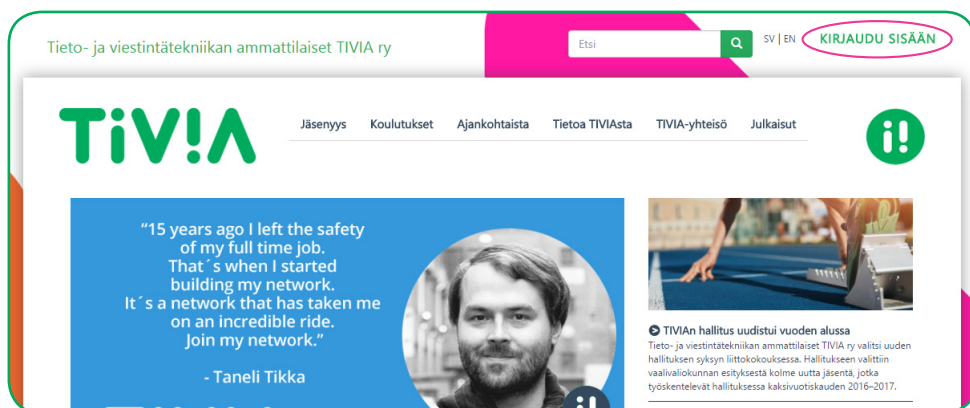 Tieto- ja viestintätekniikan ammattilaiset TIVIA ry
Etsi
SV | EN
KIRJAUDU SISÄÄN
TiV!A
Jäsenyys Koulutukset Ajankohtaista Tietoa TIVIAsta TIVIA-yhteisö Julkaisut
i!
"15 years ago I left the safety
of my full time job.
That´s when I started
building my network.
It´s a network that has taken me
on an incredible ride.
Join my network."
- Taneli Tikka
i!
TIVIAn hallitus uudistui vuoden alussa
Tieto- ja viestintätekniikan ammattilaiset TIVIA ry valitsi uuden
hallituksen syksyn liittokokouksessa. Hallitukseen valittiin
vaalivaliokunnan esityksestä kolme uutta jäsentä, jotka
työskentelevät hallituksessa kaksivuotiskauden 2016–2017.